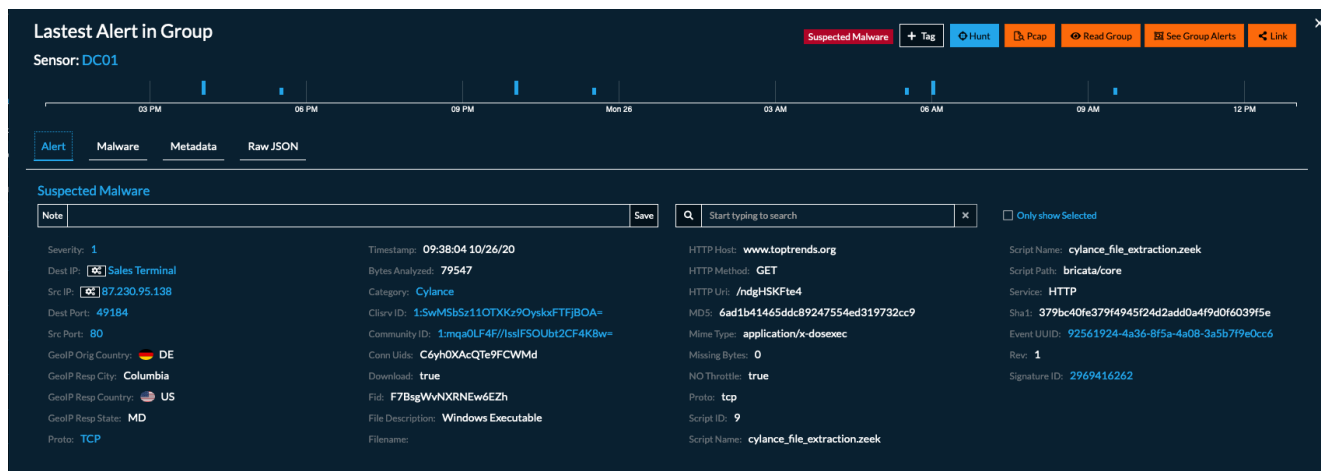 Lastest Alert in Group
Suspected Malware + Tag Hunt Pcap Read Group See Group Alerts Link
Sensor: DC01
03 PM 06 PM 09 PM Mon 26 03 AM 06 AM 09 AM 12 PM
Alert Malware Metadata Raw JSON
Suspected Malware
Note Save Start typing to search Only show Selected
Severity: 1
Dest IP: Sales Terminal
Src IP: 87.230.95.138
Dest Port: 49184
Src Port: 80
GeoIP Orig Country: DE
GeoIP Resp City: Columbia
GeoIP Resp Country: US
GeoIP Resp State: MD
Proto: TCP
Timestamp: 09:38:04 10/26/20
Bytes Analyzed: 79547
Category: Cylance
Clisrv ID: 1:SwMSbSz11OTXKz9OyskxFTFjBOA=
Community ID: 1:mqa0LF4F//IssIFSOUbt2CF4K8w=
Conn Uids: C6yh0XAcQTe9FCWMd
Download: true
Fid: F7BsgWvNXRNEw6EZh
File Description: Windows Executable
Filename:
HTTP Host: www.toptrends.org
HTTP Method: GET
HTTP Uri: /ndgHSKFte4
MD5: 6ad1b41465ddc89247554ed319732cc9
Mime Type: application/x-dosexec
Missing Bytes: 0
NO Throttle: true
Proto: tcp
Script ID: 9
Script Name: cylance_file_extraction.zeek
Script Name: cylance_file_extraction.zeek
Script Path: bricata/core
Service: HTTP
Sha1: 379bc40fe379f4945f24d2add0a4f9d0f6039f5e
Event UUID: 92561924-4a36-8f5a-4a08-3a5b7f9e0cc6
Rev: 1
Signature ID: 2969416262